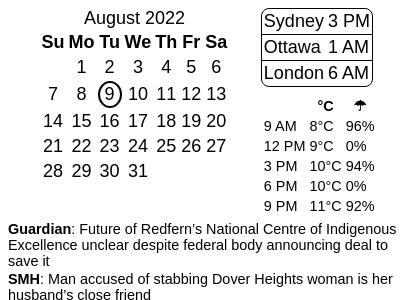 August 2022
Su Mo Tu We Th Fr Sa
1 2 3 4 5 6
7 8 9 10 11 12 13
14 15 16 17 18 19 20
21 22 23 24 25 26 27
28 29 30 31
Sydney 3 PM
Ottawa 1 AM
London 6 AM
°C ☂
9 AM 8°C 96%
12 PM 9°C 0%
3 PM 10°C 94%
6 PM 10°C 0%
9 PM 11°C 92%
Guardian: Future of Redfern's National Centre of Indigenous
Excellence unclear despite federal body announcing deal to
save it
SMH: Man accused of stabbing Dover Heights woman is her
husband's close friend